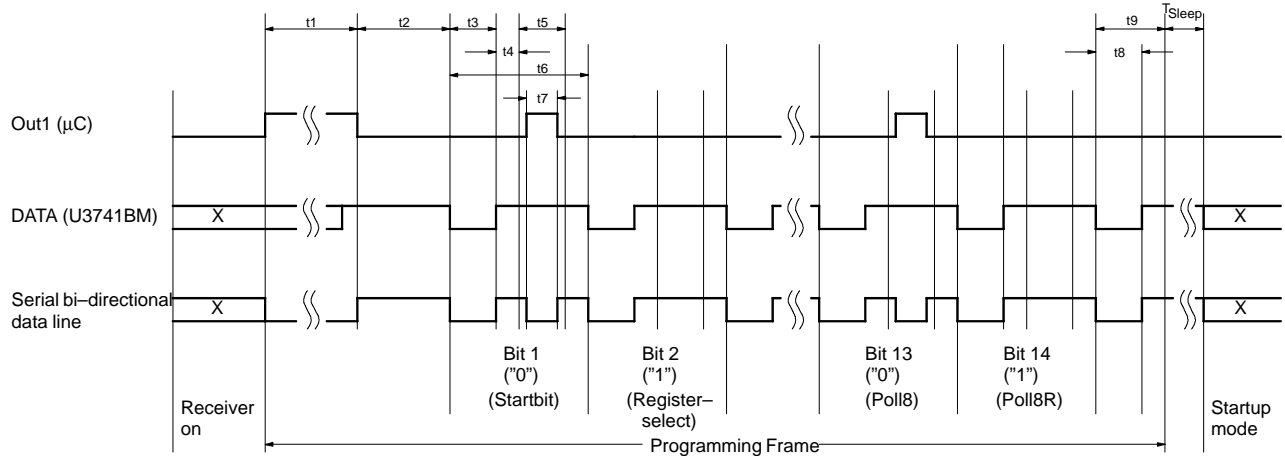 t1
t2
t3
t5
t9
TSleep
t4
t8
t6
t7
Out1 (µC)
DATA (U3741BM)
X
X
Serial bi–directional
data line
X
X
Bit 1
(”0”)
(Startbit)
Bit 2
(”1”)
(Register–
select)
Bit 13
(”0”)
(Poll8)
Bit 14
(”1”)
(Poll8R)
Receiver
on
Startup
mode
Programming Frame